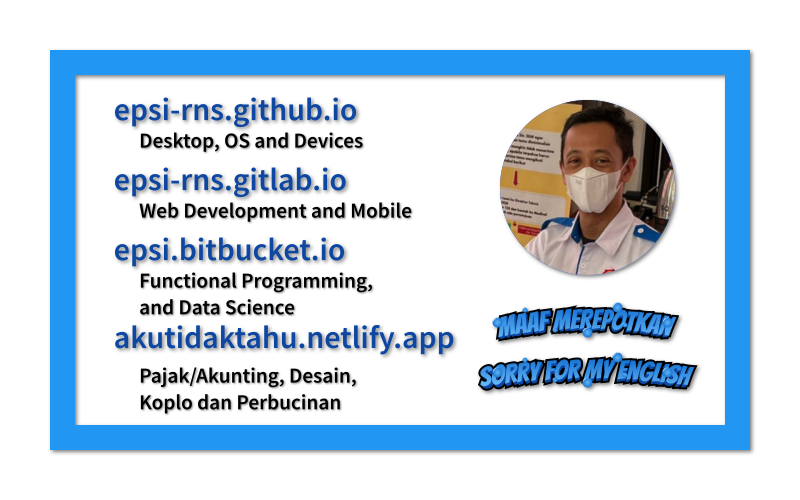 epsi-rns.github.io
Desktop, OS and Devices
epsi-rns.gitlab.io
Web Development and Mobile
epsi.bitbucket.io
Functional Programming,
and Data Science
akutidaktahu.netlify.app
Pajak/Akunting, Desain,
Koplo dan Perbucinan
MAAF MEREPOTKAN
SORRY FOR MY ENGLISH